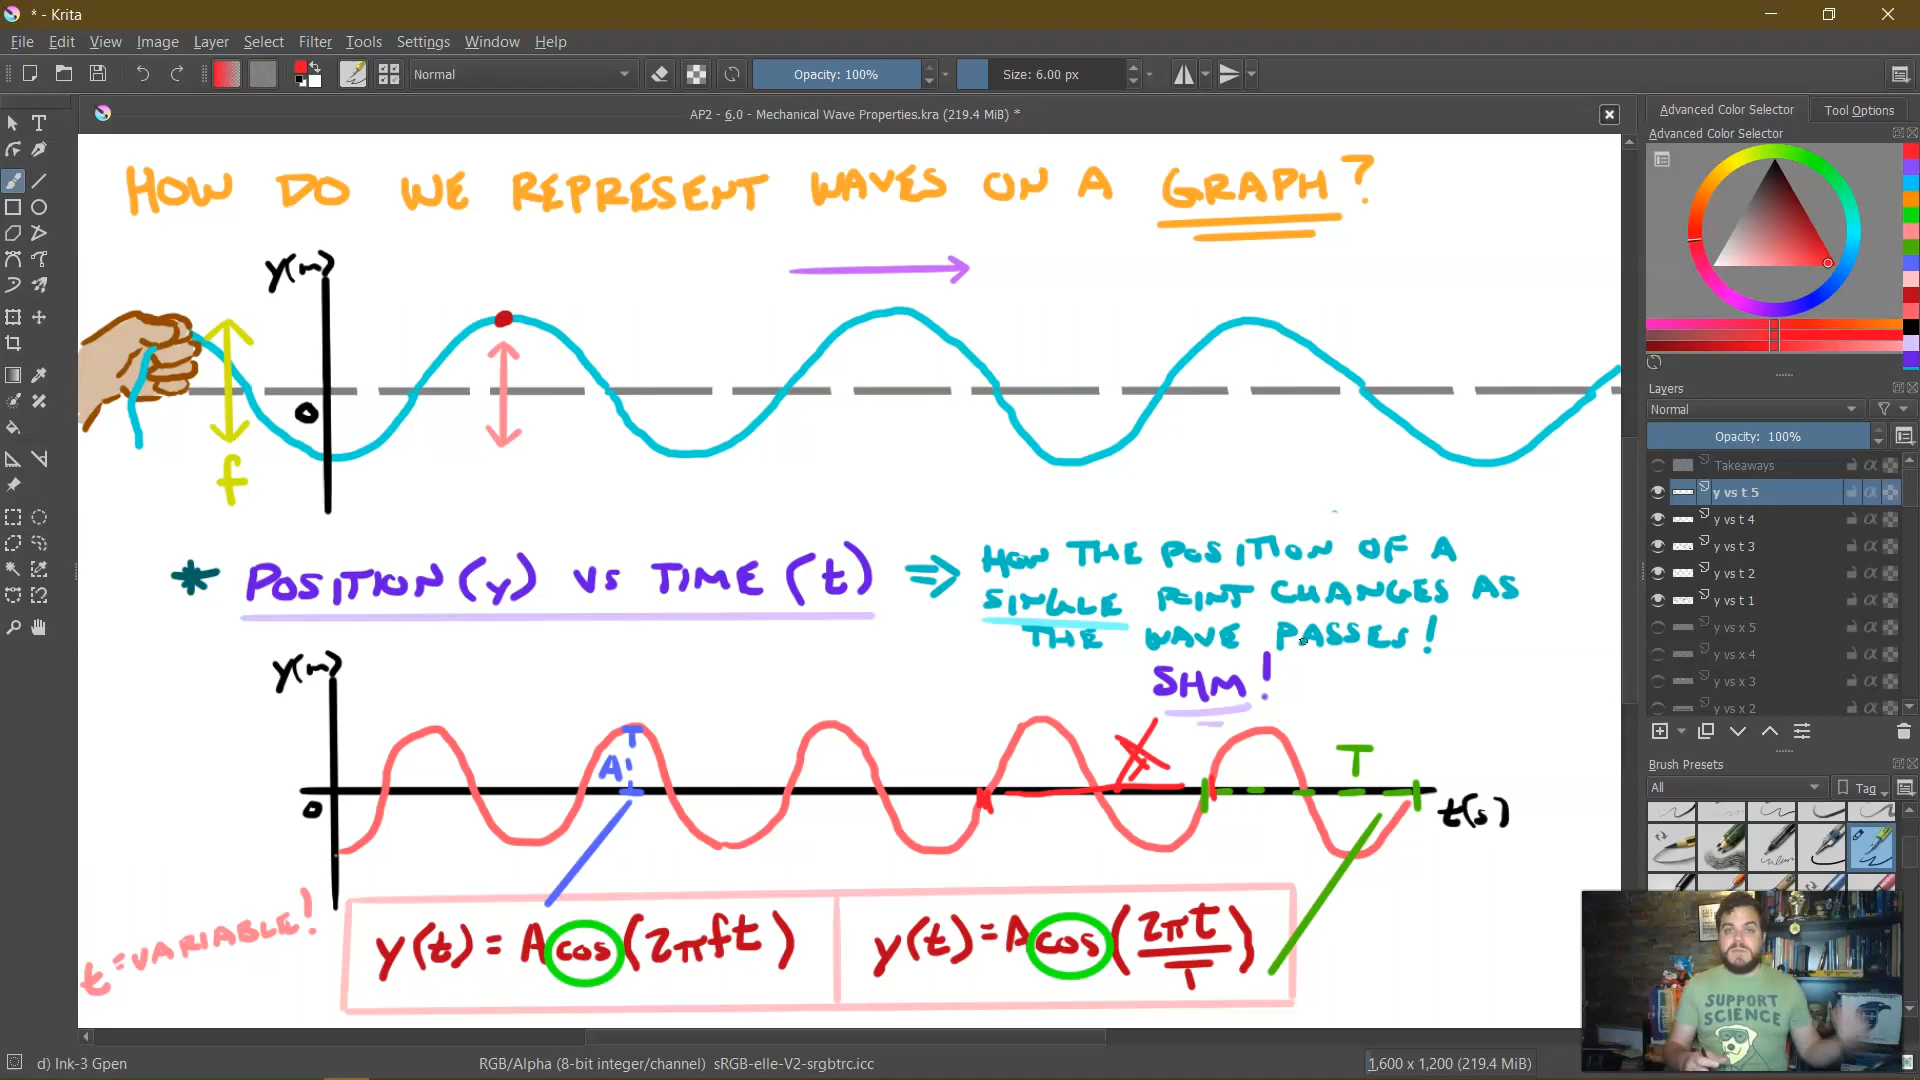 * - Krita
File Edit View Image Layer Select Filter Tools Settings Window Help
Normal Opacity: 100% Size: 6.00 px
AP2 - 6.0 - Mechanical Wave Properties.kra (219.4 MiB) *
Advanced Color Selector Tool Options
Advanced Color Selector
HOW DO WE REPRESENT WAVES ON A GRAPH?
y(m)
0
f
* POSITION (y) VS TIME (t) ⇒ HOW THE POSITION OF A
SINGLE POINT CHANGES AS
THE WAVE PASSES!
SHM!
y(m)
A
T
0
t(s)
t = VARIABLE!
y(t) = A cos (2πft)
y(t) = A cos (2πt/T)
Layers
Normal
Opacity: 100%
Takeaways
y vs t 5
y vs t 4
y vs t 3
y vs t 2
y vs t 1
y vs x 5
y vs x 4
y vs x 3
y vs x 2
Brush Presets
All Tag
SUPPORT
SCIENCE
d) Ink-3 Gpen
RGB/Alpha (8-bit integer/channel) sRGB-elle-V2-srgbtrc.icc
1,600 x 1,200 (219.4 MiB)